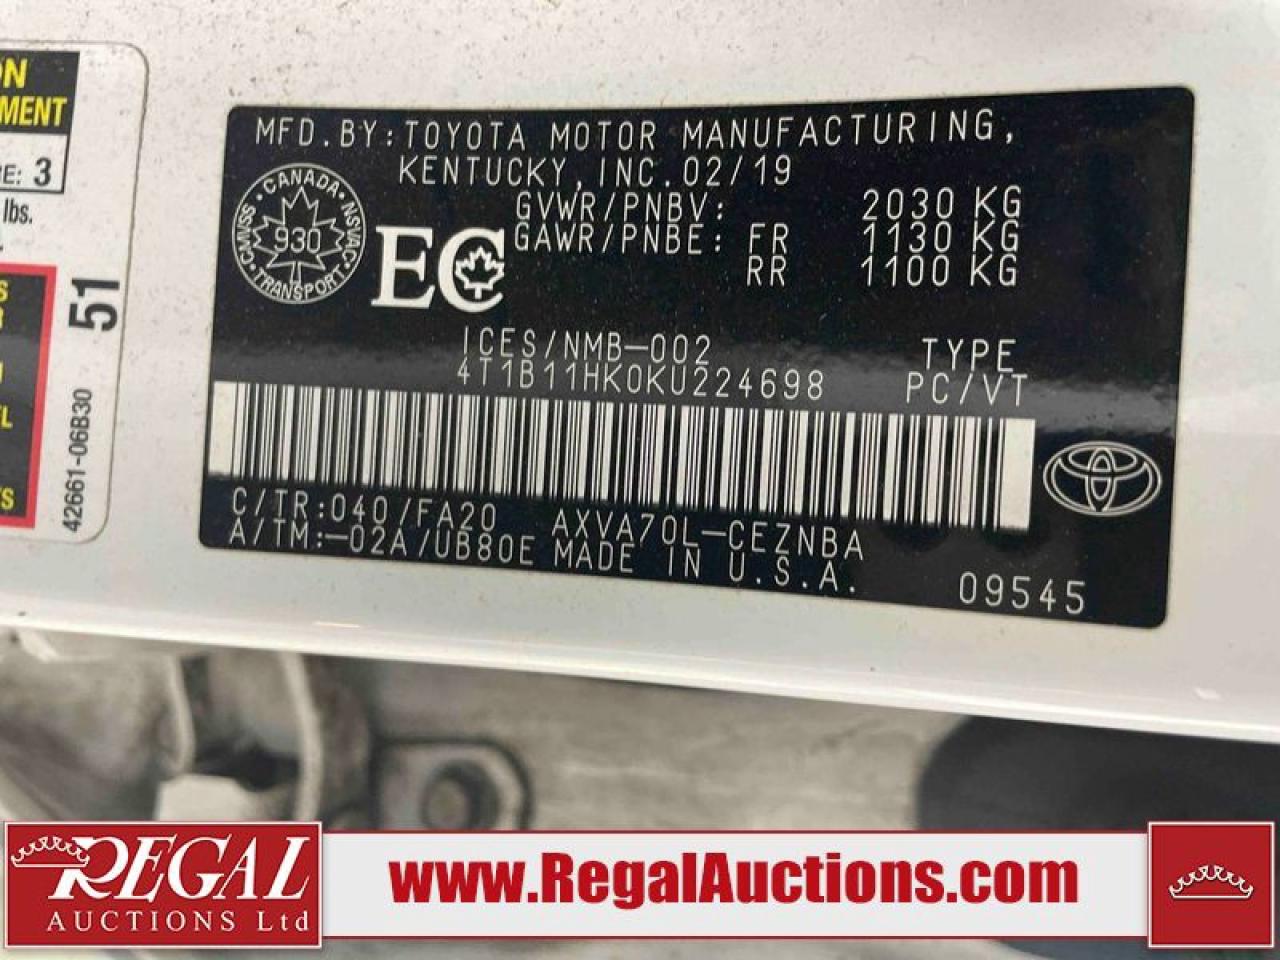 ON
MENT
RE: 3
lbs.
51
42661-06B30
MFD.BY:TOYOTA MOTOR MANUFACTURING,
KENTUCKY, INC. 02/19
GVWR/PNBV: 2030 KG
GAWR/PNBE: FR 1130 KG
RR 1100 KG
CANADA
CMVSS 930 NSVAC
TRANSPORT
EC
ICES/NMB-002
4T1B11HK0KU224698
TYPE
PC/VT
C/TR:040/FA20 AXVA70L-CEZNBA
A/TM:-02A/UB80E MADE IN U.S.A.
09545
REGAL
AUCTIONS Ltd
www.RegalAuctions.com